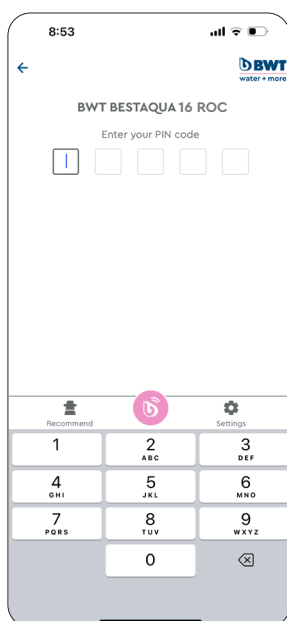 8:53
BWT
water + more
BWT BESTAQUA 16 ROC
Enter your PIN code
Recommend
Settings
1
2
ABC
3
DEF
4
GHI
5
JKL
6
MNO
7
PQRS
8
TUV
9
WXYZ
0